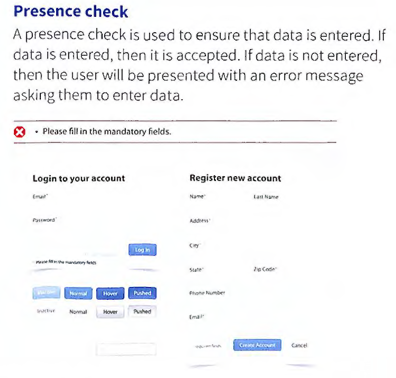 Presence check
A presence check is used to ensure that data is entered. If
data is entered, then it is accepted. If data is not entered,
then the user will be presented with an error message
asking them to enter data.
• Please fill in the mandatory fields.
Login to your account
Email*
Password*
Log In
Please fill in the mandatory fields
Normal Hover Pushed
Inactive Normal Hover Pushed
Register new account
Name* Last Name
Address*
City*
State* Zip Code*
Phone Number
Email*
Create Account Cancel